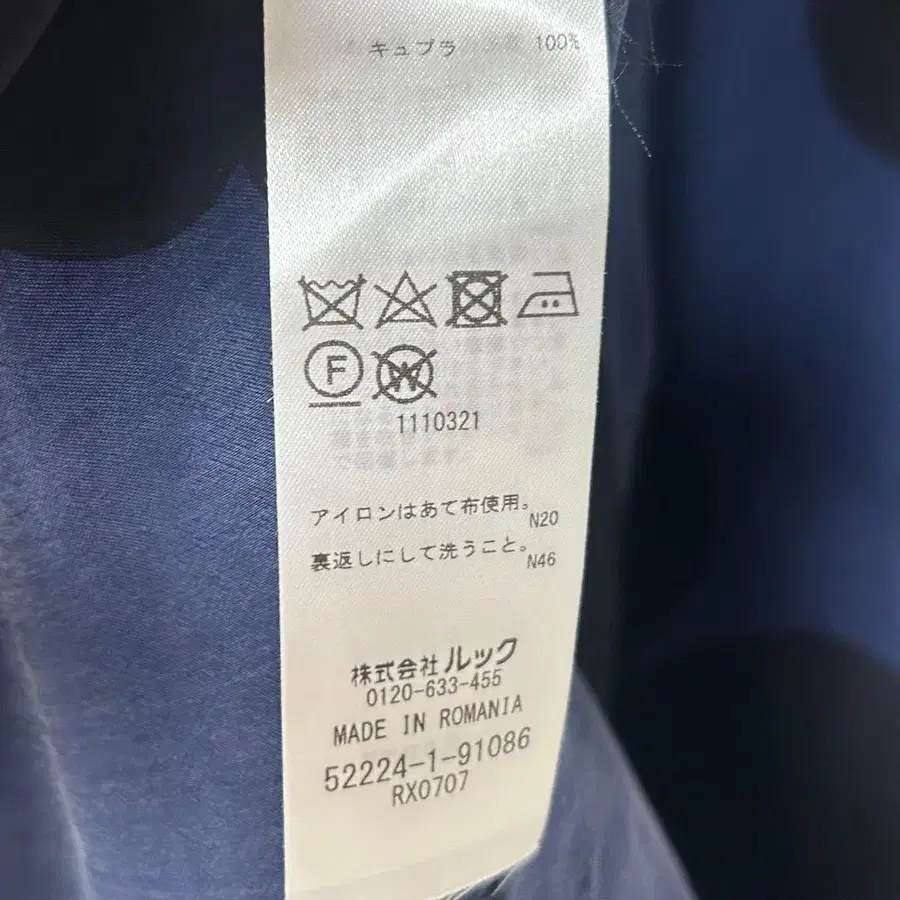 キュプラ 100%
F
W
1110321
アイロンはあて布使用。 N20
裏返しにして洗うこと。 N46
株式会社 ルック
0120-633-455
MADE IN ROMANIA
52224-1-91086
RX0707